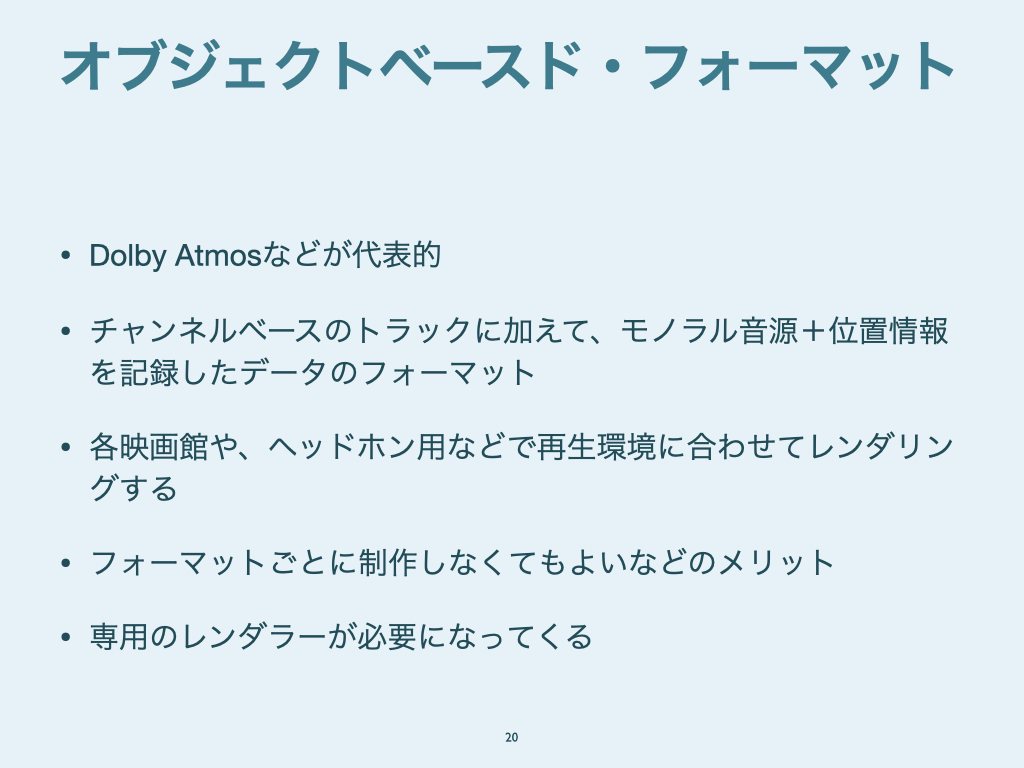 オブジェクトベースド・フォーマット
• Dolby Atmosなどが代表的
• チャンネルベースのトラックに加えて、モノラル音源＋位置情報
を記録したデータのフォーマット
• 各映画館や、ヘッドホン用などで再生環境に合わせてレンダリン
グする
• フォーマットごとに制作しなくてもよいなどのメリット
• 専用のレンダラーが必要になってくる
20